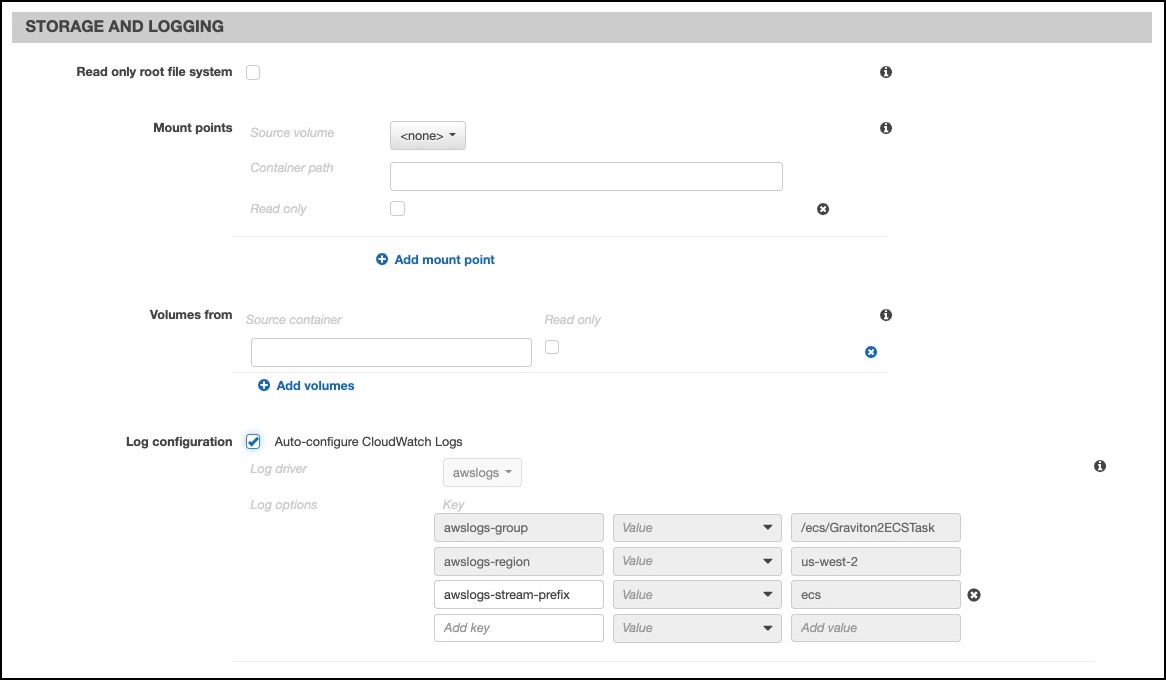 STORAGE AND LOGGING
Read only root file system
Mount points
Source volume
<none>
Container path
Read only
Add mount point
Volumes from
Source container
Read only
Add volumes
Log configuration
Auto-configure CloudWatch Logs
Log driver
awslogs
Log options
Key
awslogs-group
Value
/ecs/Graviton2ECSTask
awslogs-region
Value
us-west-2
awslogs-stream-prefix
Value
ecs
Add key
Value
Add value